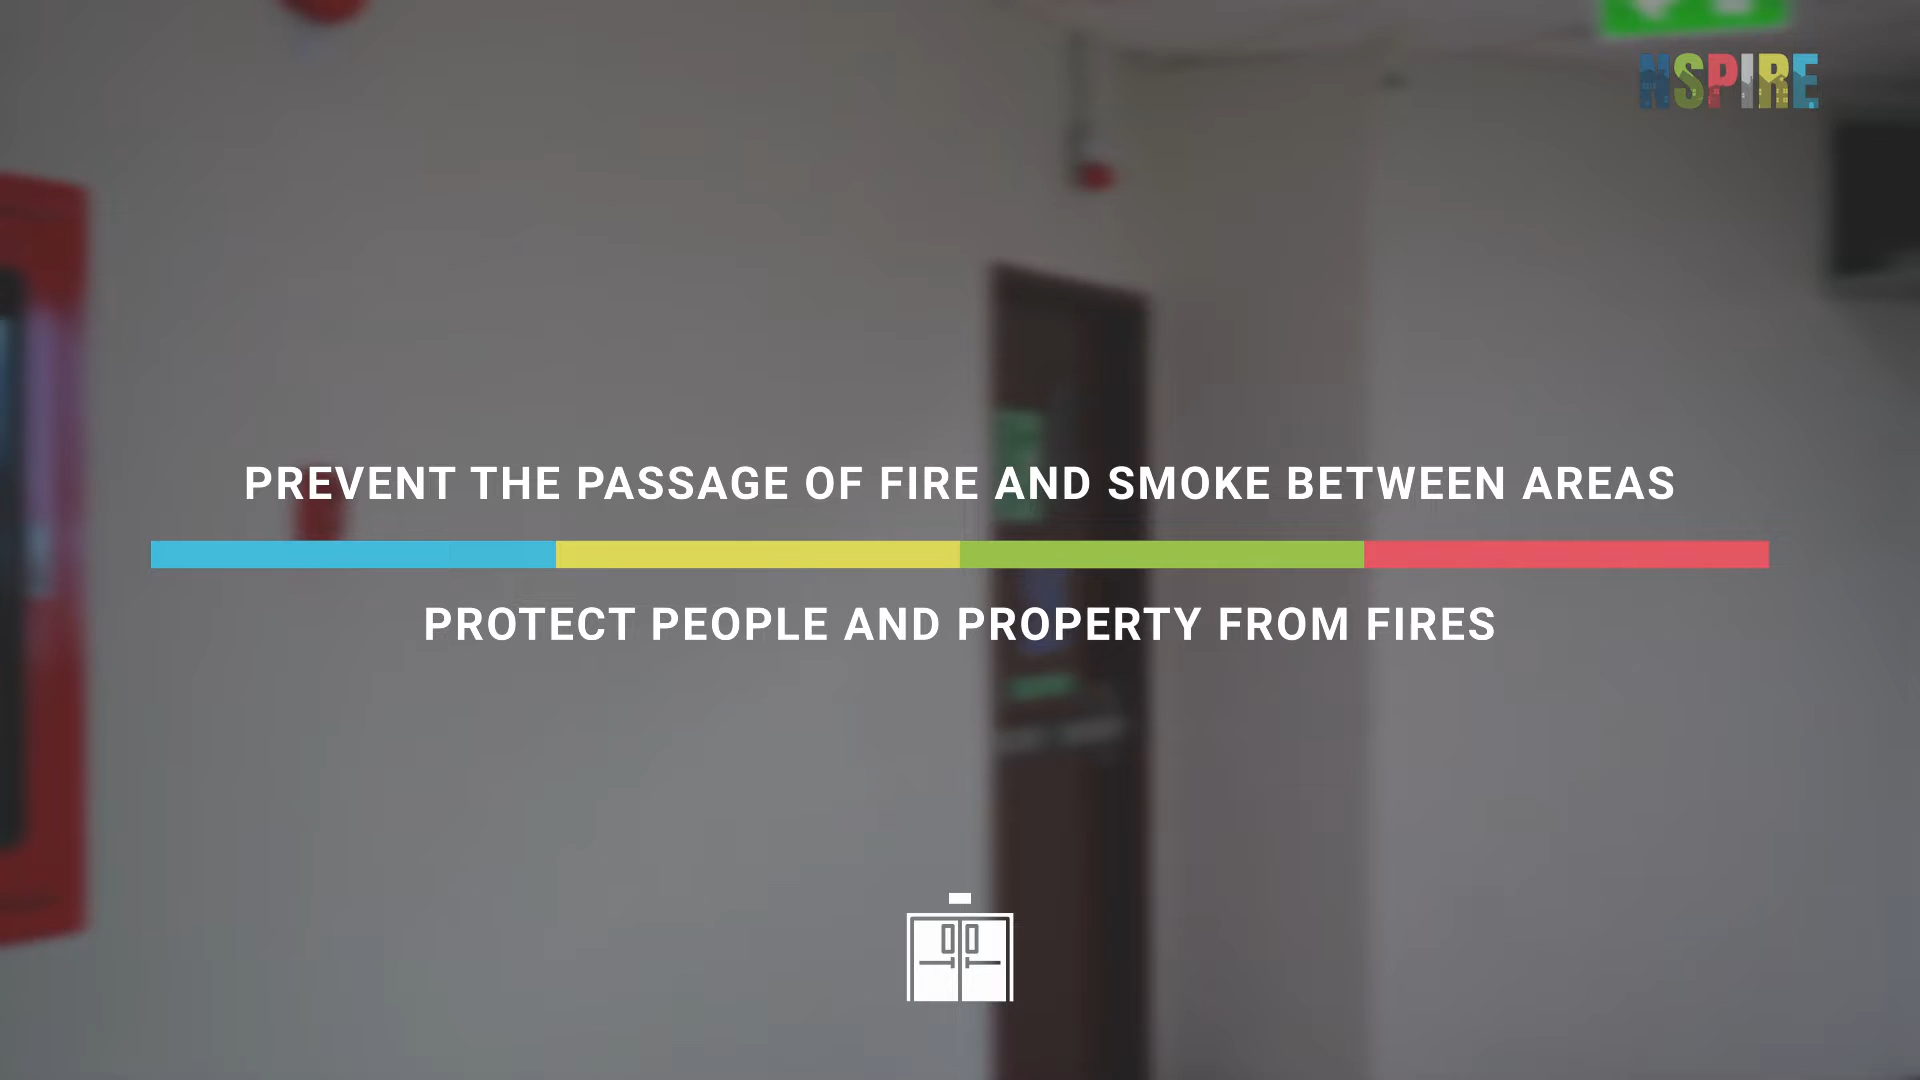 NSPIRE
PREVENT THE PASSAGE OF FIRE AND SMOKE BETWEEN AREAS
PROTECT PEOPLE AND PROPERTY FROM FIRES